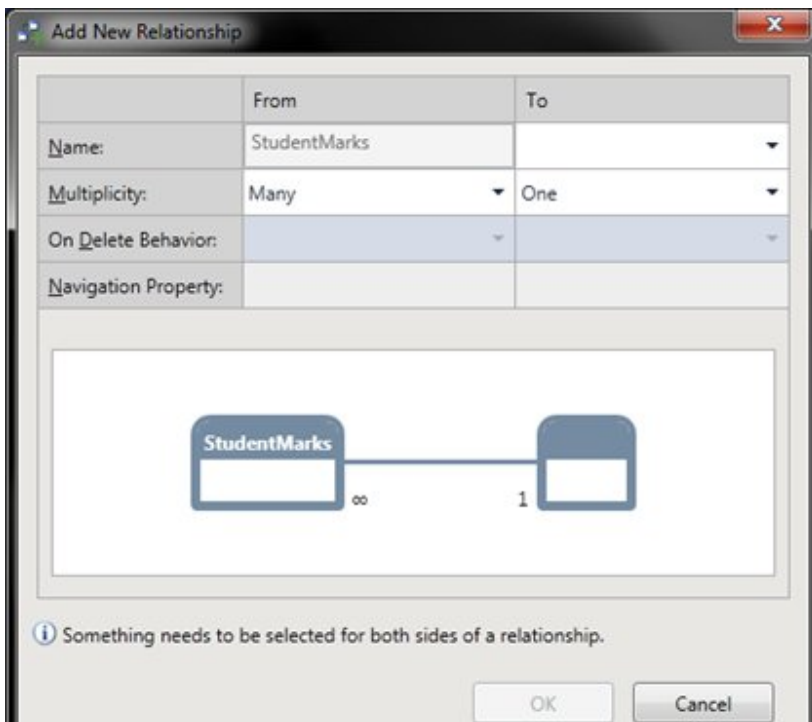 Add New Relationship
From To
Name: StudentMarks
Multiplicity: Many One
On Delete Behavior:
Navigation Property:
StudentMarks
∞ 1
Something needs to be selected for both sides of a relationship.
OK Cancel